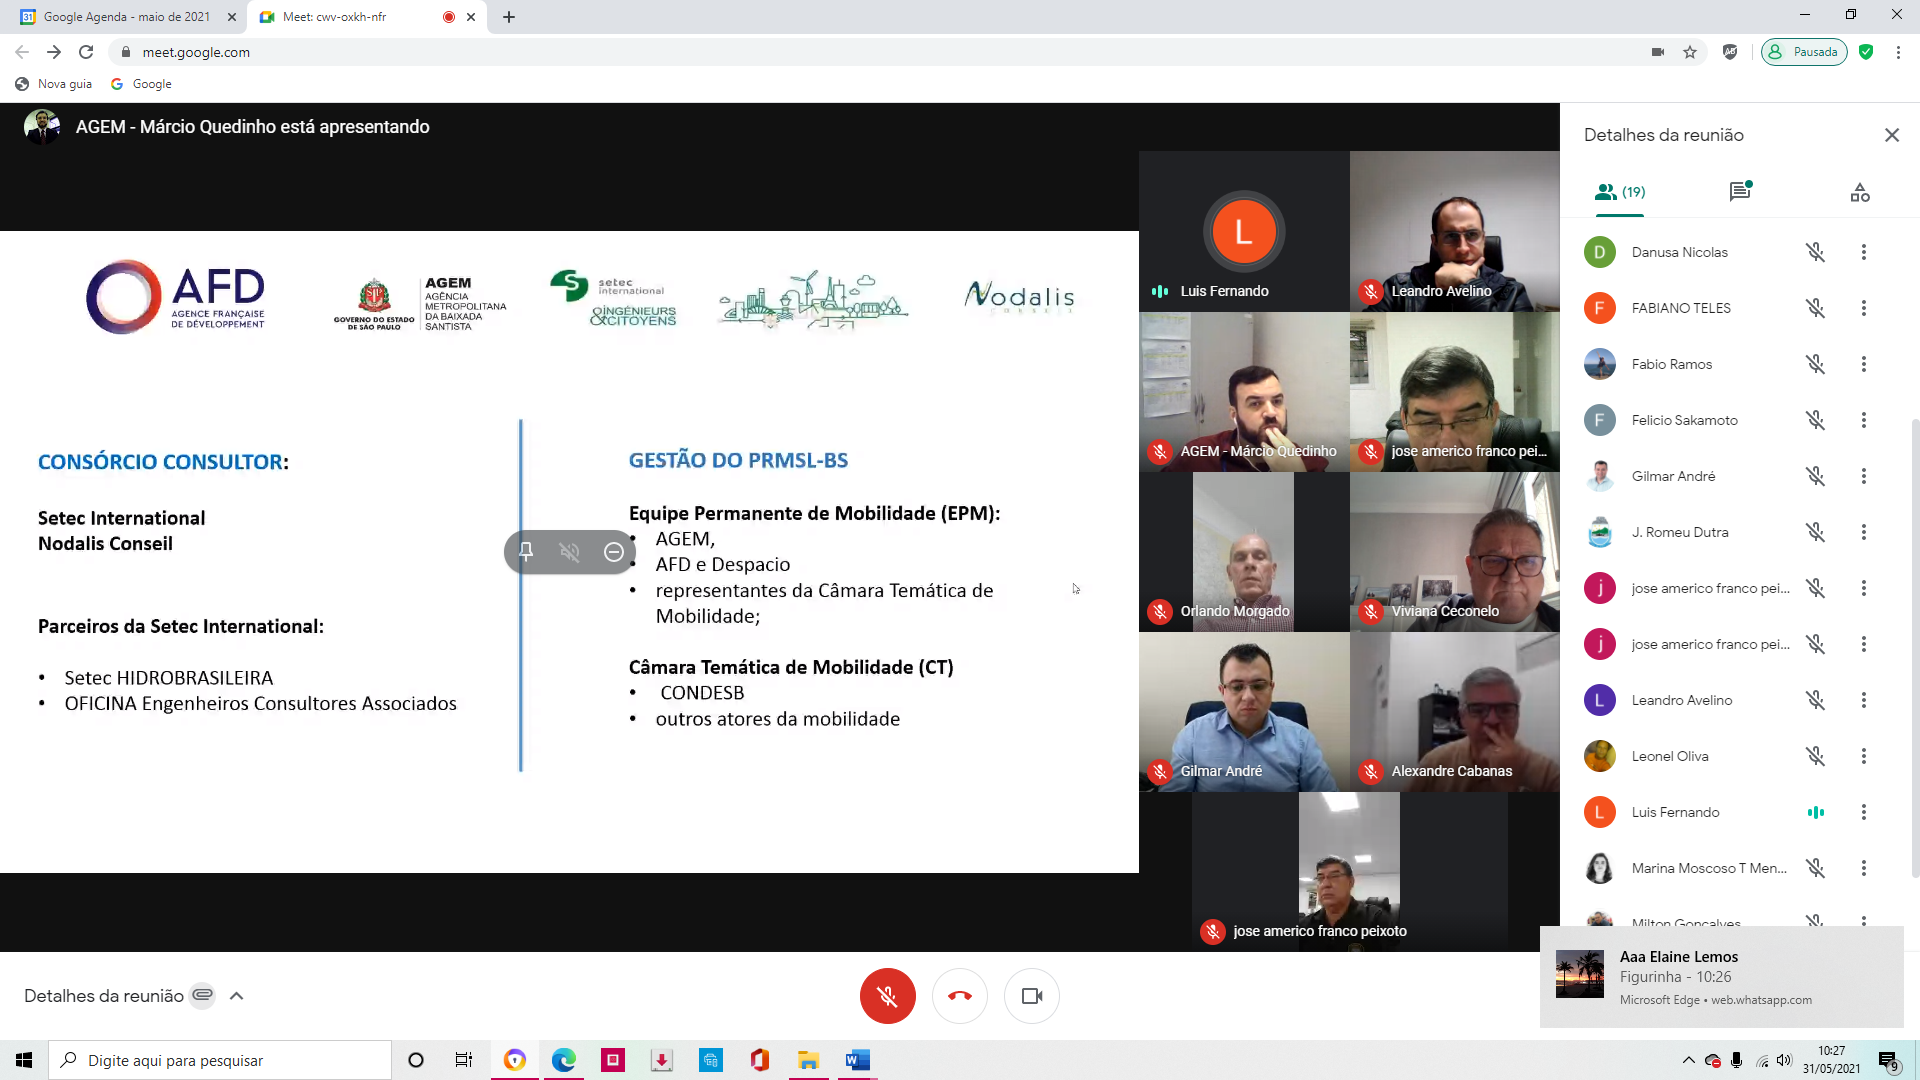 Google Agenda - maio de 2021
Meet: cwv-oxkh-nfr
meet.google.com
Pausada
Nova guia
Google
AGEM - Márcio Quedinho está apresentando
AFD
AGENCE FRANÇAISE
DE DÉVELOPPEMENT
GOVERNO DO ESTADO
DE SÃO PAULO
AGEM
AGÊNCIA
METROPOLITANA
DA BAIXADA
SANTISTA
setec
international
INGÉNIEURS
&CITOYENS
Nodalis
CONSEIL
CONSÓRCIO CONSULTOR:
Setec International
Nodalis Conseil
Parceiros da Setec International:
• Setec HIDROBRASILEIRA
• OFICINA Engenheiros Consultores Associados
GESTÃO DO PRMSL-BS
Equipe Permanente de Mobilidade (EPM):
• AGEM,
• AFD e Despacio
• representantes da Câmara Temática de
Mobilidade;
Câmara Temática de Mobilidade (CT)
• CONDESB
• outros atores da mobilidade
L
Luis Fernando
Leandro Avelino
AGEM - Márcio Quedinho
jose americo franco pei...
Orlando Morgado
Viviana Ceconelo
Gilmar André
Alexandre Cabanas
jose americo franco peixoto
Detalhes da reunião
(19)
D
Danusa Nicolas
F
FABIANO TELES
Fabio Ramos
F
Felicio Sakamoto
Gilmar André
J. Romeu Dutra
j
jose americo franco pei...
j
jose americo franco pei...
L
Leandro Avelino
Leonel Oliva
L
Luis Fernando
Marina Moscoso T Men...
Milton Gonçalves
Aaa Elaine Lemos
Figurinha - 10:26
Microsoft Edge • web.whatsapp.com
Detalhes da reunião
Digite aqui para pesquisar
10:27
31/05/2021
9